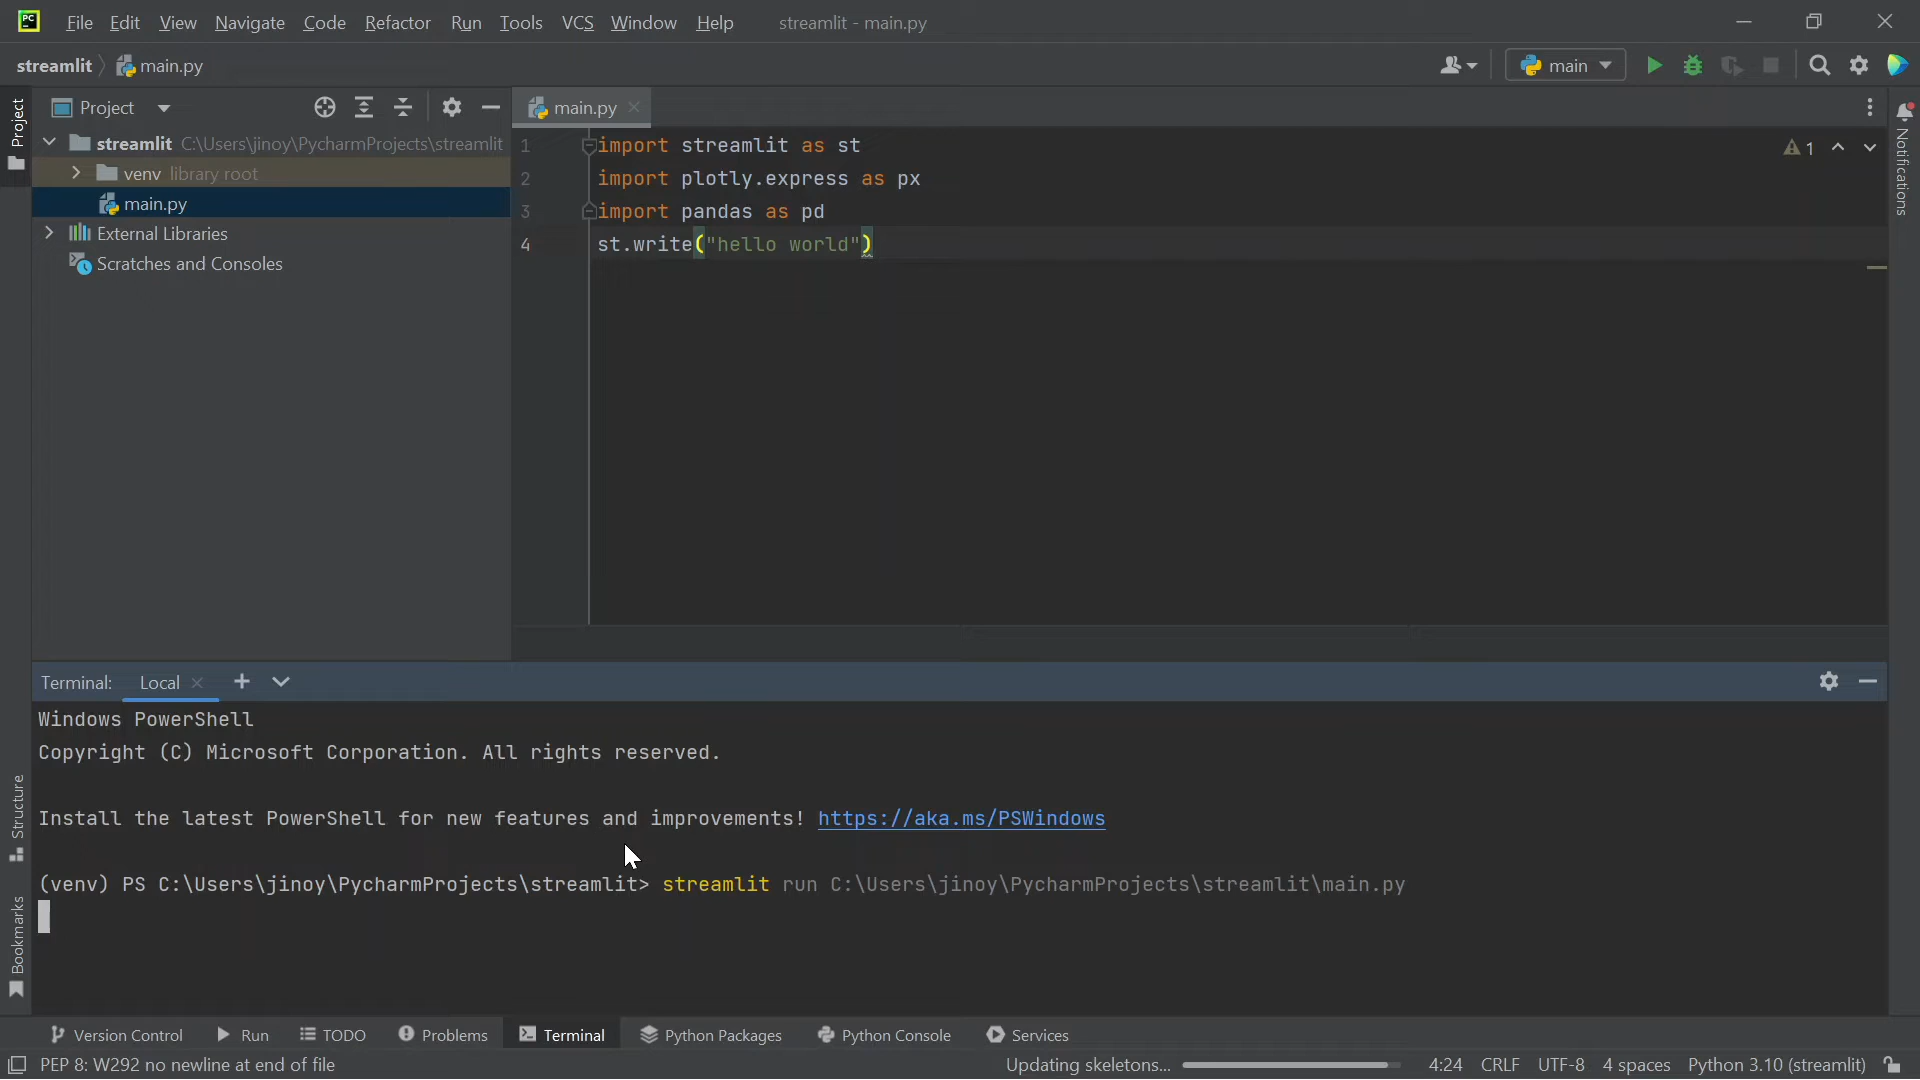 PC File Edit View Navigate Code Refactor Run Tools VCS Window Help streamlit - main.py
streamlit main.py main
Project
Project
main.py
streamlit C:\Users\jinoy\PycharmProjects\streamlit
venv library root
main.py
External Libraries
Scratches and Consoles
1 import streamlit as st
2 import plotly.express as px
3 import pandas as pd
4 st.write("hello world")
1
Notifications
Terminal: Local
Windows PowerShell
Copyright (C) Microsoft Corporation. All rights reserved.
Install the latest PowerShell for new features and improvements! https://aka.ms/PSWindows
(venv) PS C:\Users\jinoy\PycharmProjects\streamlit> streamlit run C:\Users\jinoy\PycharmProjects\streamlit\main.py
Structure
Bookmarks
Version Control Run TODO Problems Terminal Python Packages Python Console Services
PEP 8: W292 no newline at end of file Updating skeletons... 4:24 CRLF UTF-8 4 spaces Python 3.10 (streamlit)